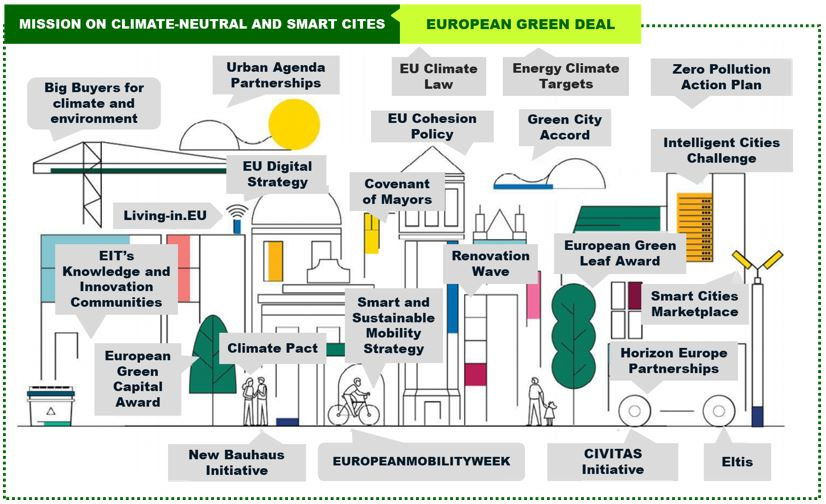 MISSION ON CLIMATE-NEUTRAL AND SMART CITES
EUROPEAN GREEN DEAL
Urban Agenda
Partnerships
EU Climate
Law
Energy Climate
Targets
Zero Pollution
Action Plan
Big Buyers for
climate and
environment
EU Cohesion
Policy
Green City
Accord
Intelligent Cities
Challenge
EU Digital
Strategy
Covenant
of Mayors
Living-in.EU
EIT's
Knowledge and
Innovation
Communities
Renovation
Wave
European Green
Leaf Award
Smart and
Sustainable
Mobility
Strategy
Smart Cities
Marketplace
European
Green
Capital
Award
Climate Pact
Horizon Europe
Partnerships
New Bauhaus
Initiative
EUROPEANMOBILITYWEEK
CIVITAS
Initiative
Eltis